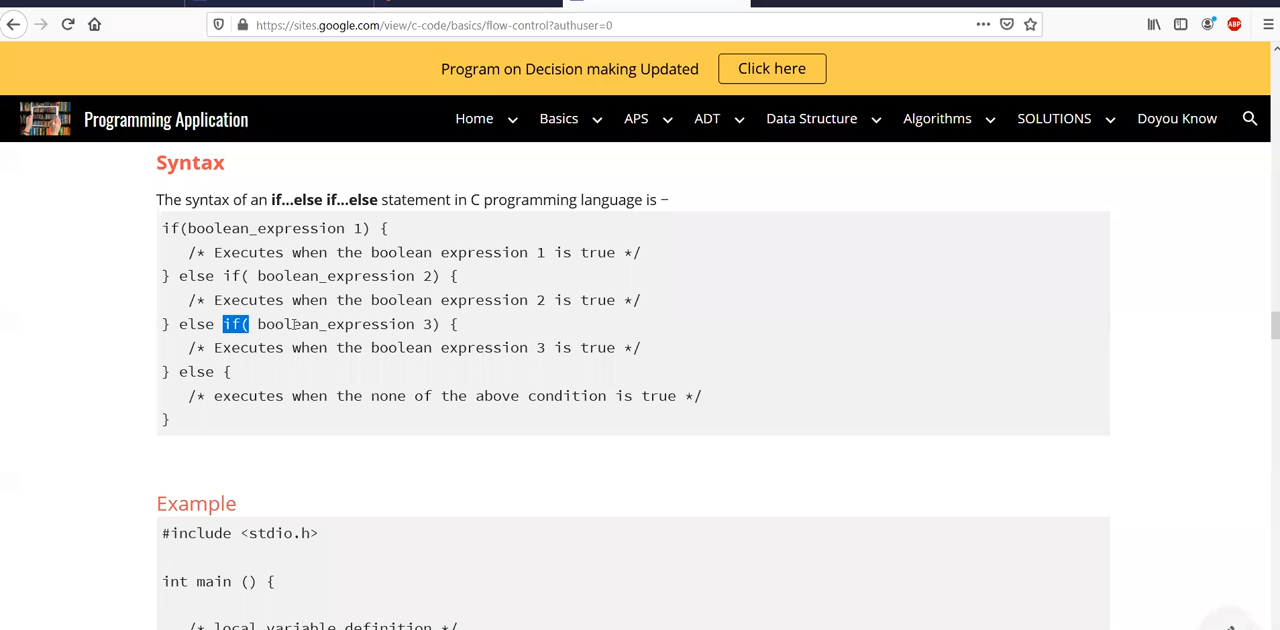 https://sites.google.com/view/c-code/basics/flow-control?authuser=0
ABP
Program on Decision making Updated
Click here
Programming Application
Home
Basics
APS
ADT
Data Structure
Algorithms
SOLUTIONS
Doyou Know
Syntax
The syntax of an if...else if...else statement in C programming language is −
if(boolean_expression 1) {
/* Executes when the boolean expression 1 is true */
} else if( boolean_expression 2) {
/* Executes when the boolean expression 2 is true */
} else if( boolean_expression 3) {
/* Executes when the boolean expression 3 is true */
} else {
/* executes when the none of the above condition is true */
}
Example
#include <stdio.h>
int main () {
/* local variable definition */